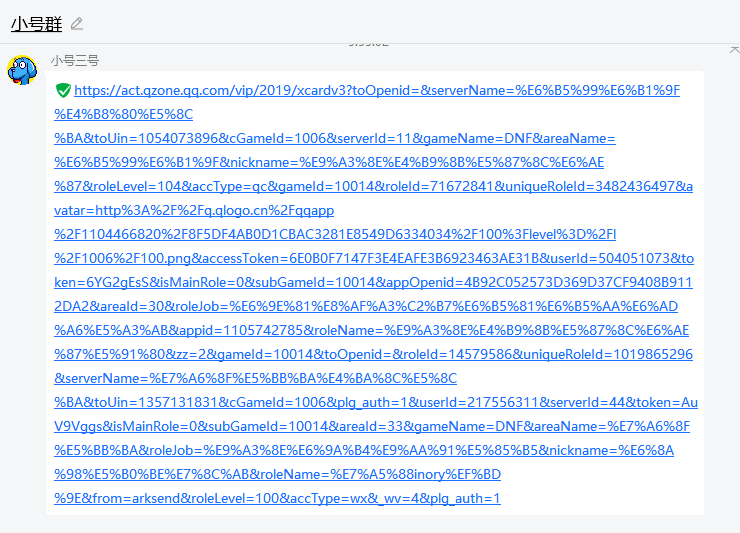 小号群
小号三号
https://act.qzone.qq.com/vip/2019/xcardv3?toOpenid=&serverName=%E6%B5%99%E6%B1%9F
%E4%B8%80%E5%8C
%BA&toUin=1054073896&cGameId=1006&serverId=11&gameName=DNF&areaName=
%E6%B5%99%E6%B1%9F&nickname=%E9%A3%8E%E4%B9%8B%E5%87%8C%E6%AE
%87&roleLevel=104&accType=qc&gameId=10014&roleId=71672841&uniqueRoleId=3482436497&a
vatar=http%3A%2F%2Fq.qlogo.cn%2Fqqapp
%2F1104466820%2F8F5DF4AB0D1CBAC3281E8549D6334034%2F100%3Flevel%3D%2Fl
%2F1006%2F100.png&accessToken=6E0B0F7147F3E4EAFE3B6923463AE31B&userId=504051073&to
ken=6YG2gEsS&isMainRole=0&subGameId=10014&appOpenid=4B92C052573D369D37CF9408B911
2DA2&areaId=30&roleJob=%E6%9E%81%E8%AF%A3%C2%B7%E6%B5%81%E6%B5%AA%E6%AD
%A6%E5%A3%AB&appid=1105742785&roleName=%E9%A3%8E%E4%B9%8B%E5%87%8C%E6%AE
%87%E5%91%80&zz=2&gameId=10014&toOpenid=&roleId=14579586&uniqueRoleId=1019865296
&serverName=%E7%A6%8F%E5%BB%BA%E4%BA%8C%E5%8C
%BA&toUin=1357131831&cGameId=1006&plg_auth=1&userId=217556311&serverId=44&token=Au
V9Vggs&isMainRole=0&subGameId=10014&areaId=33&gameName=DNF&areaName=%E7%A6%8F
%E5%BB%BA&roleJob=%E9%A3%8E%E6%9A%B4%E9%AA%91%E5%85%B5&nickname=%E6%8A
%98%E5%B0%BE%E7%8C%AB&roleName=%E7%A5%88inory%EF%BD
%9E&from=arksend&roleLevel=100&accType=wx&_wv=4&plg_auth=1